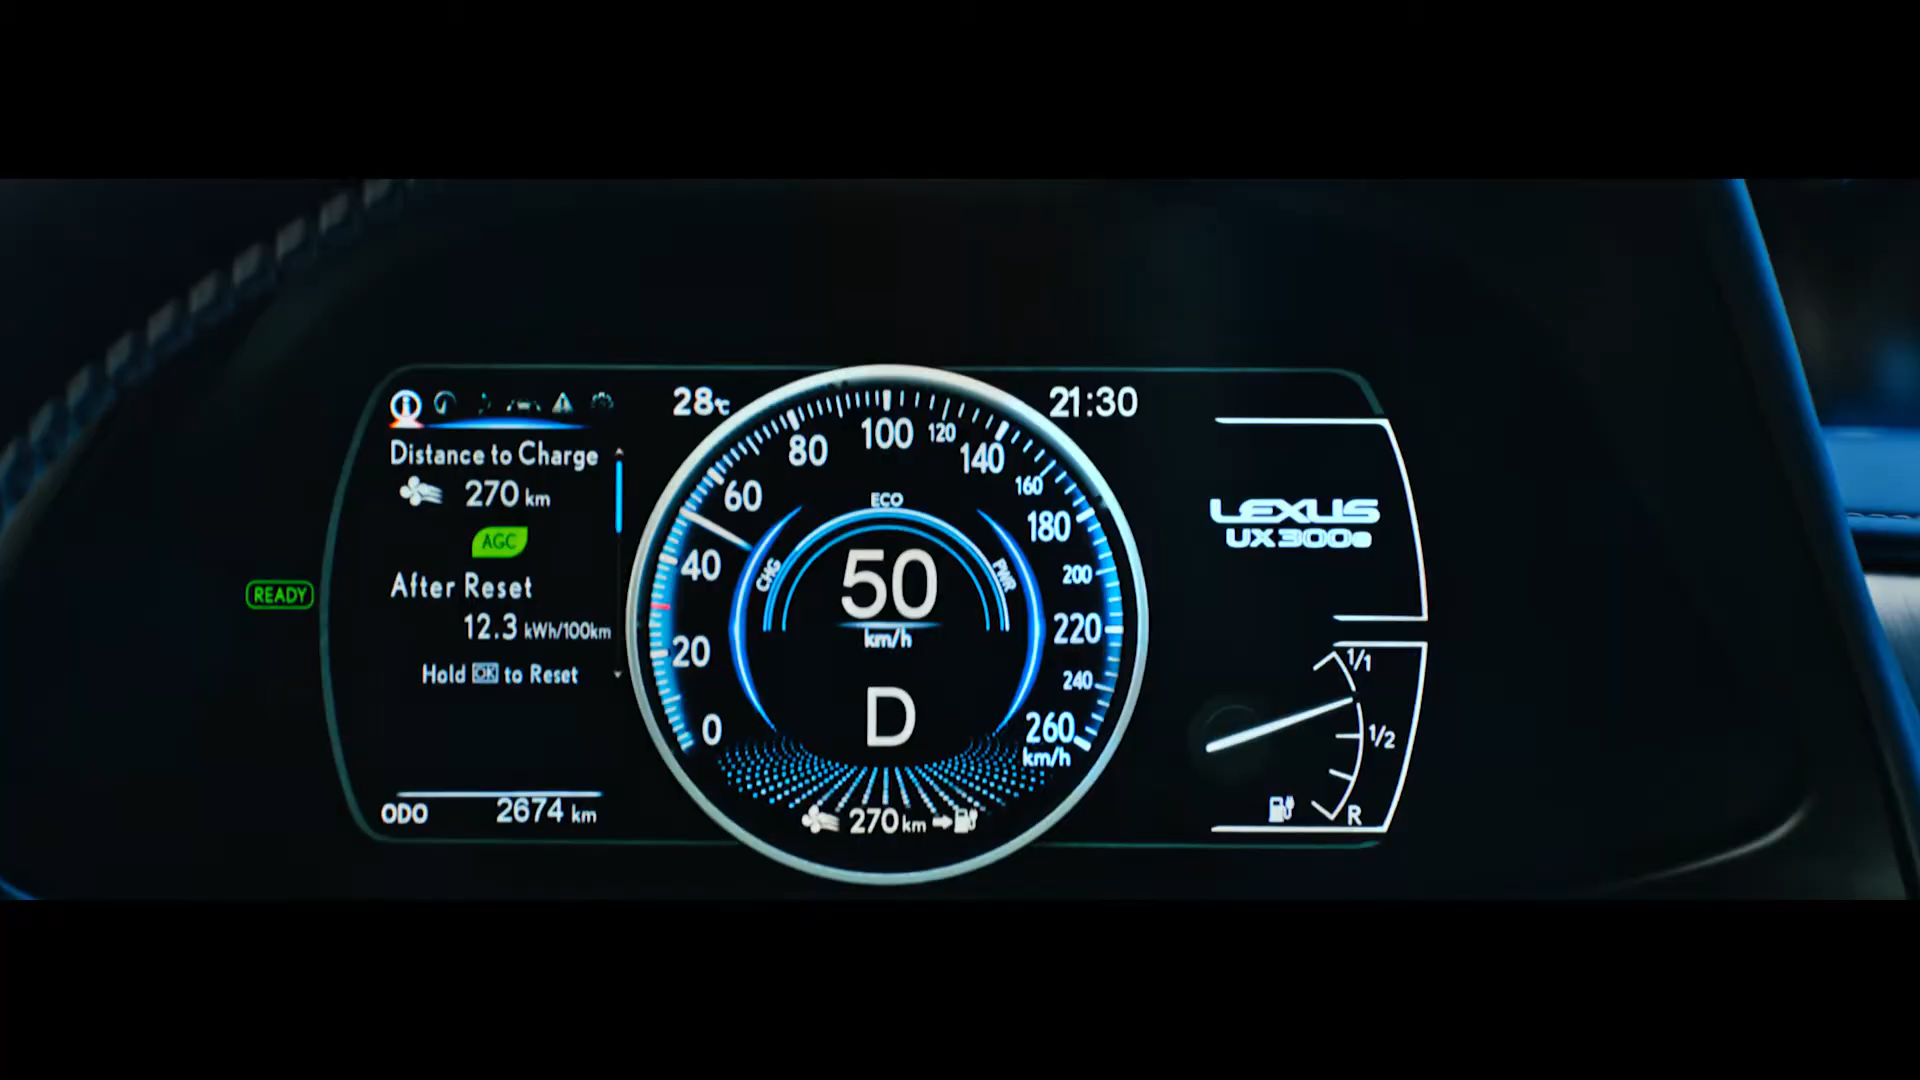 28℃
21:30
Distance to Charge
270 km
AGC
After Reset
12.3 kWh/100km
Hold OK to Reset
ODO 2674 km
READY
0
20
40
60
80
100
120
140
160
180
200
220
240
260
km/h
ECO
CHG
PWR
50
km/h
D
270 km
LEXUS
UX300e
1/1
1/2
R